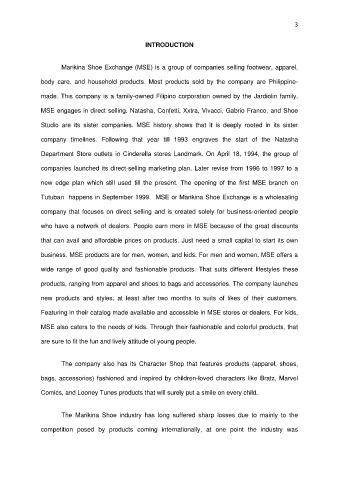 3
INTRODUCTION
Marikina Shoe Exchange (MSE) is a group of companies selling footwear, apparel,
body care, and household products. Most products sold by the company are Philippine-
made. This company is a family-owned Filipino corporation owned by the Jardiolin family.
MSE engages in direct selling. Natasha, Confetti, Xxtra, Vivacci, Gabrio Franco, and Shoe
Studio are its sister companies. MSE history shows that it is deeply rooted in its sister
company timelines. Following that year till 1993 engraves the start of the Natasha
Department Store outlets in Cinderella stores Landmark. On April 18, 1994, the group of
companies launched its direct-selling marketing plan. Later revise from 1996 to 1997 to a
new edge plan which still used till the present. The opening of the first MSE branch on
Tutuban happens in September 1999. MSE or Marikina Shoe Exchange is a wholesaling
company that focuses on direct selling and is created solely for business-oriented people
who have a network of dealers. People earn more in MSE because of the great discounts
that can avail and affordable prices on products. Just need a small capital to start its own
business. MSE products are for men, women, and kids. For men and women, MSE offers a
wide range of good quality and fashionable products. That suits different lifestyles these
products, ranging from apparel and shoes to bags and accessories. The company launches
new products and styles, at least after two months to suits of likes of their customers.
Featuring in their catalog made available and accessible in MSE stores or dealers. For kids,
MSE also caters to the needs of kids. Through their fashionable and colorful products, that
are sure to fit the fun and lively attitude of young people.
The company also has its Character Shop that features products (apparel, shoes,
bags, accessories) fashioned and inspired by children-loved characters like Bratz, Marvel
Comics, and Looney Tunes products that will surely put a smile on every child.
The Marikina Shoe industry has long suffered sharp losses due to mainly to the
competition posed by products coming internationally, at one point the industry was